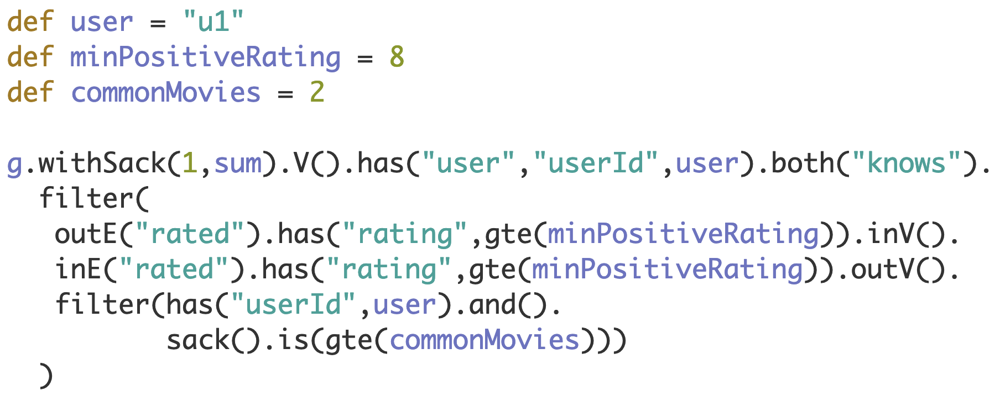 def user = "u1"
def minPositiveRating = 8
def commonMovies = 2

g.withSack(1,sum).V().has("user","userId",user).both("knows").
  filter(
   outE("rated").has("rating",gte(minPositiveRating)).inV().
   inE("rated").has("rating",gte(minPositiveRating)).outV().
   filter(has("userId",user).and().
          sack().is(gte(commonMovies)))
  )